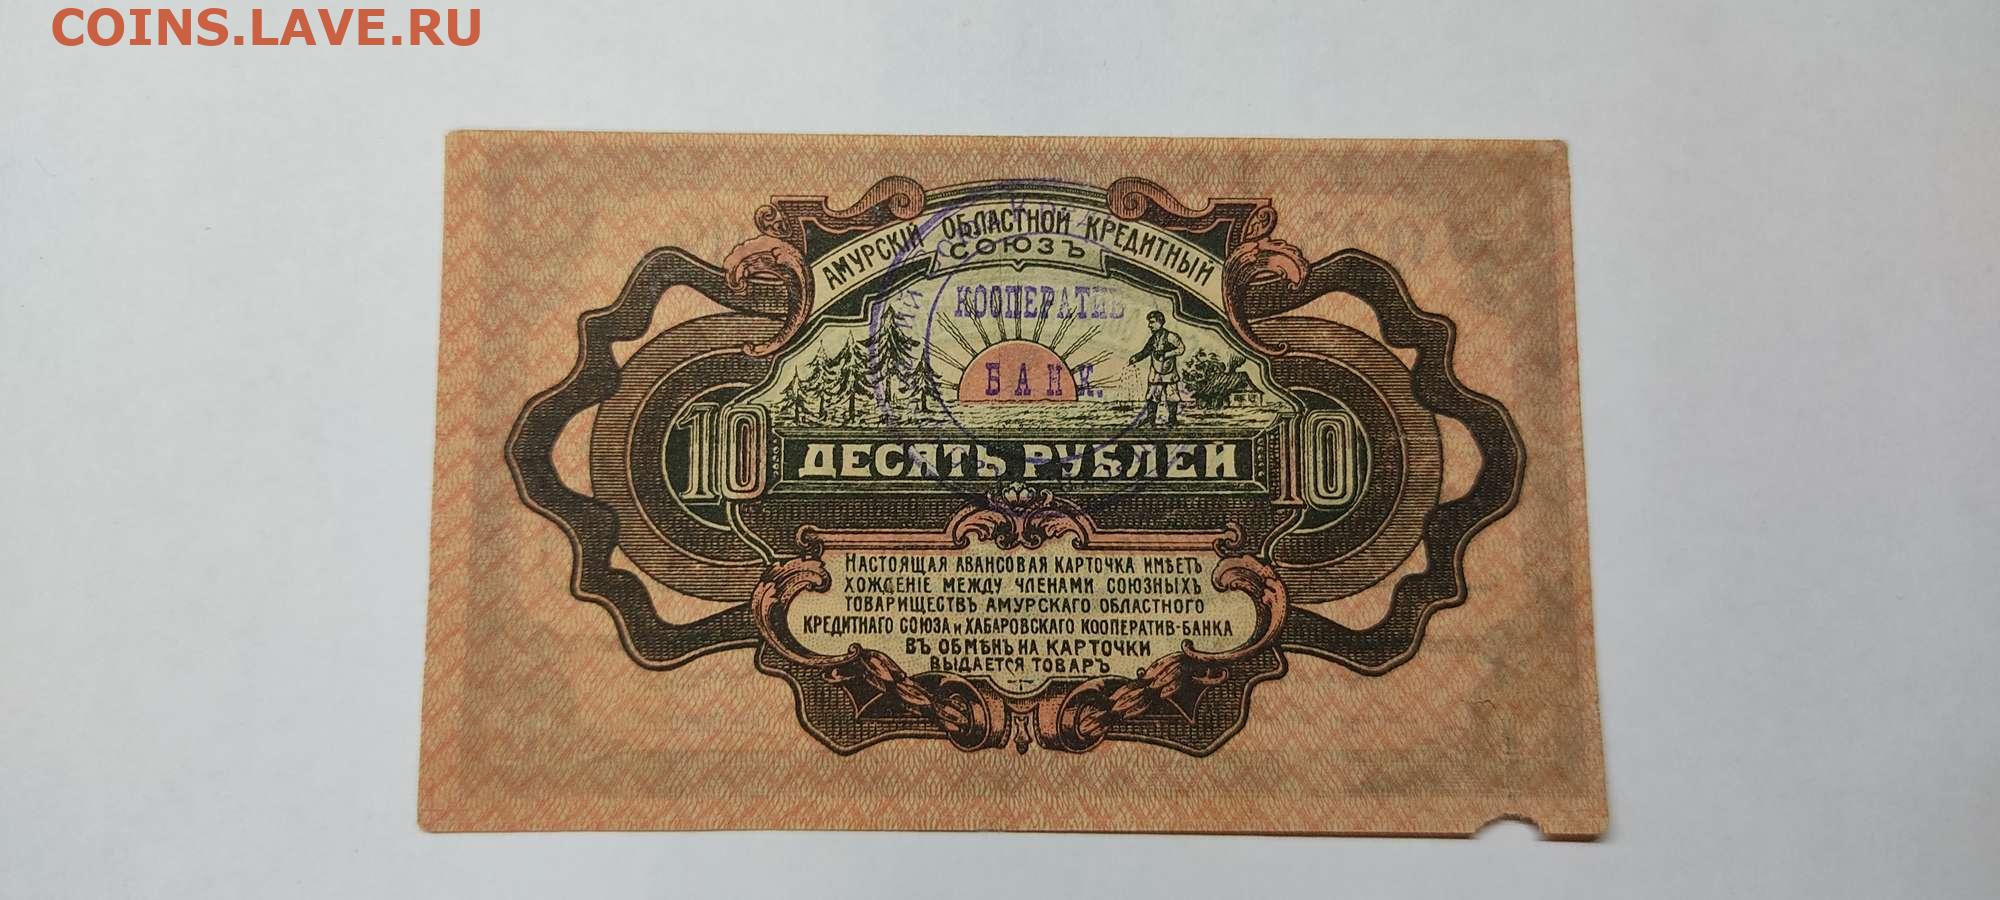 COINS.LAVE.RU
АМУРСКІЙ ОБЛАСТНОЙ КРЕДИТНЫЙ
СОЮЗЪ
КООПЕРАТИВ
БАНК.
10 ДЕСЯТЬ РУБЛЕЙ 10
НАСТОЯЩАЯ АВАНСОВАЯ КАРТОЧКА ИМѢЕТЪ
ХОЖДЕНІЕ МЕЖДУ ЧЛЕНАМИ СОЮЗНЫХЪ
ТОВАРИЩЕСТВЪ АМУРСКАГО ОБЛАСТНОГО
КРЕДИТНАГО СОЮЗА и ХАБАРОВСКАГО КООПЕРАТИВ-БАНКА
ВЪ ОБМѢНЪ НА КАРТОЧКИ
ВЫДАЕТСЯ ТОВАРЪ